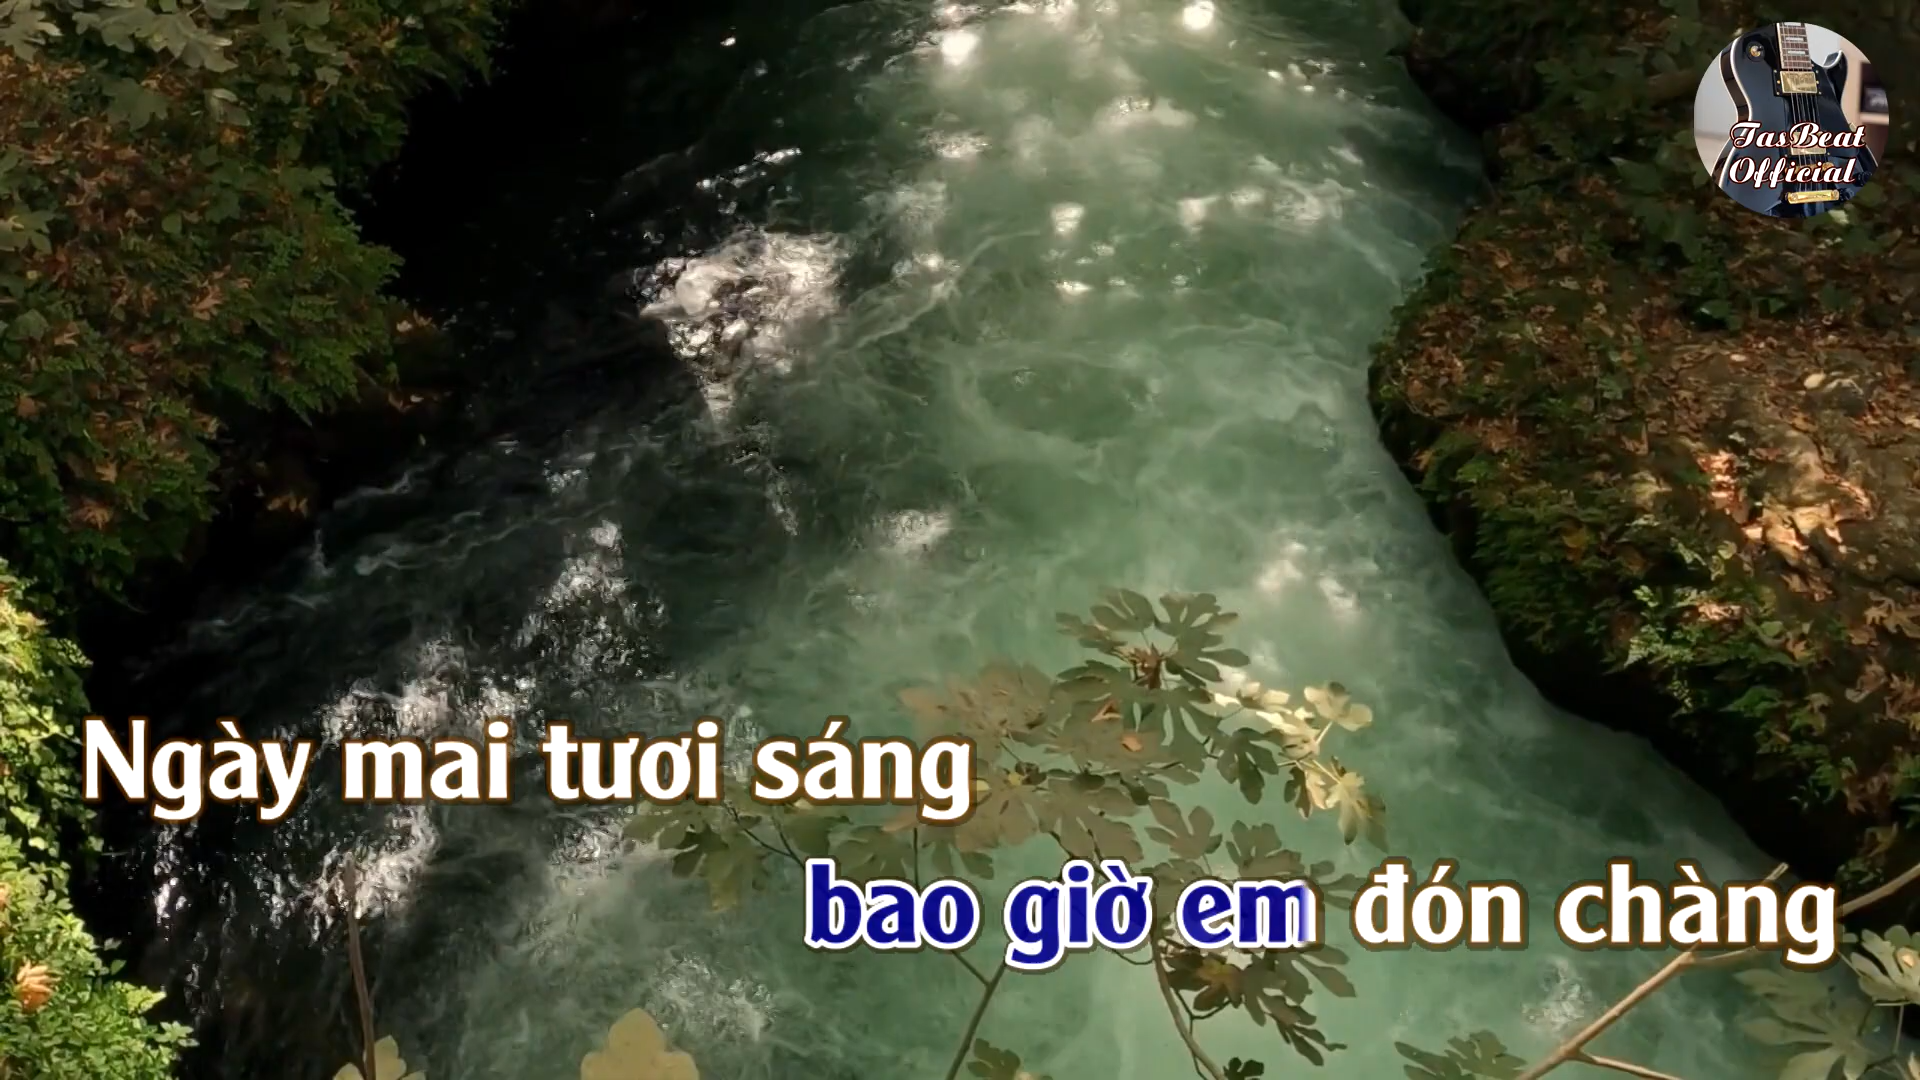 TasBeat
Official
Ngày mai tươi sáng
bao giờ em đón chàng